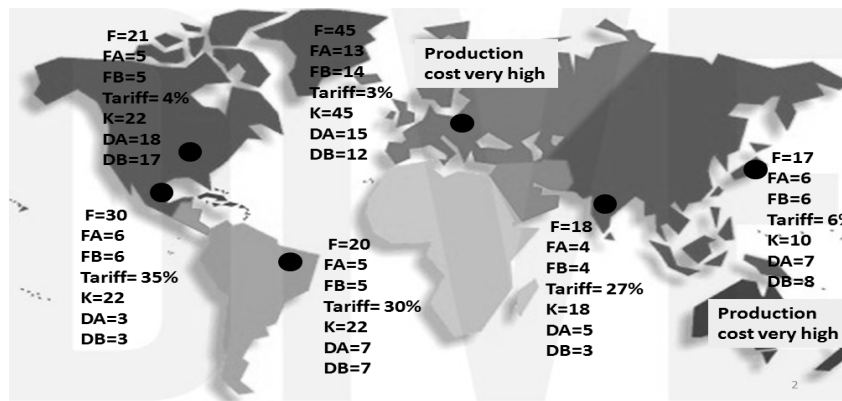 F=21
FA=5
FB=5
Tariff= 4%
K=22
DA=18
DB=17
F=45
FA=13
FB=14
Tariff=3%
K=45
DA=15
DB=12
Production
cost very high
F=30
FA=6
FB=6
Tariff= 35%
K=22
DA=3
DB=3
F=20
FA=5
FB=5
Tariff= 30%
K=22
DA=7
DB=7
F=18
FA=4
FB=4
Tariff= 27%
K=18
DA=5
DB=3
F=17
FA=6
FB=6
Tariff= 6%
K=10
DA=7
DB=8
Production
cost very high
2